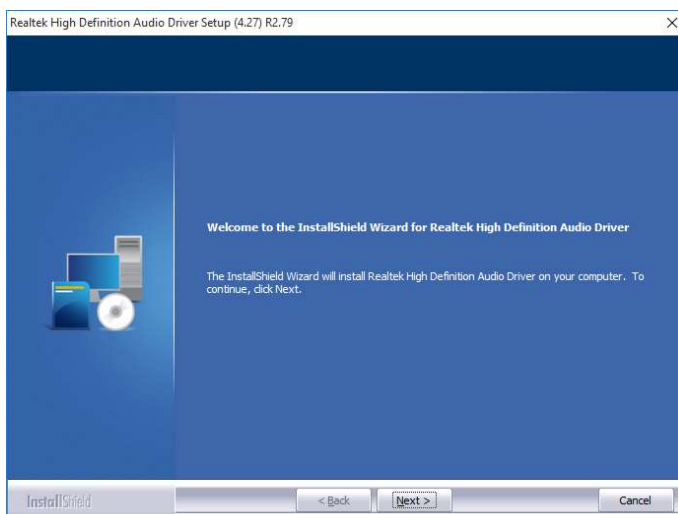 Realtek High Definition Audio Driver Setup (4.27) R2.79
Welcome to the InstallShield Wizard for Realtek High Definition Audio Driver
The InstallShield Wizard will install Realtek High Definition Audio Driver on your computer. To
continue, click Next.
InstallShield
< Back
Next >
Cancel